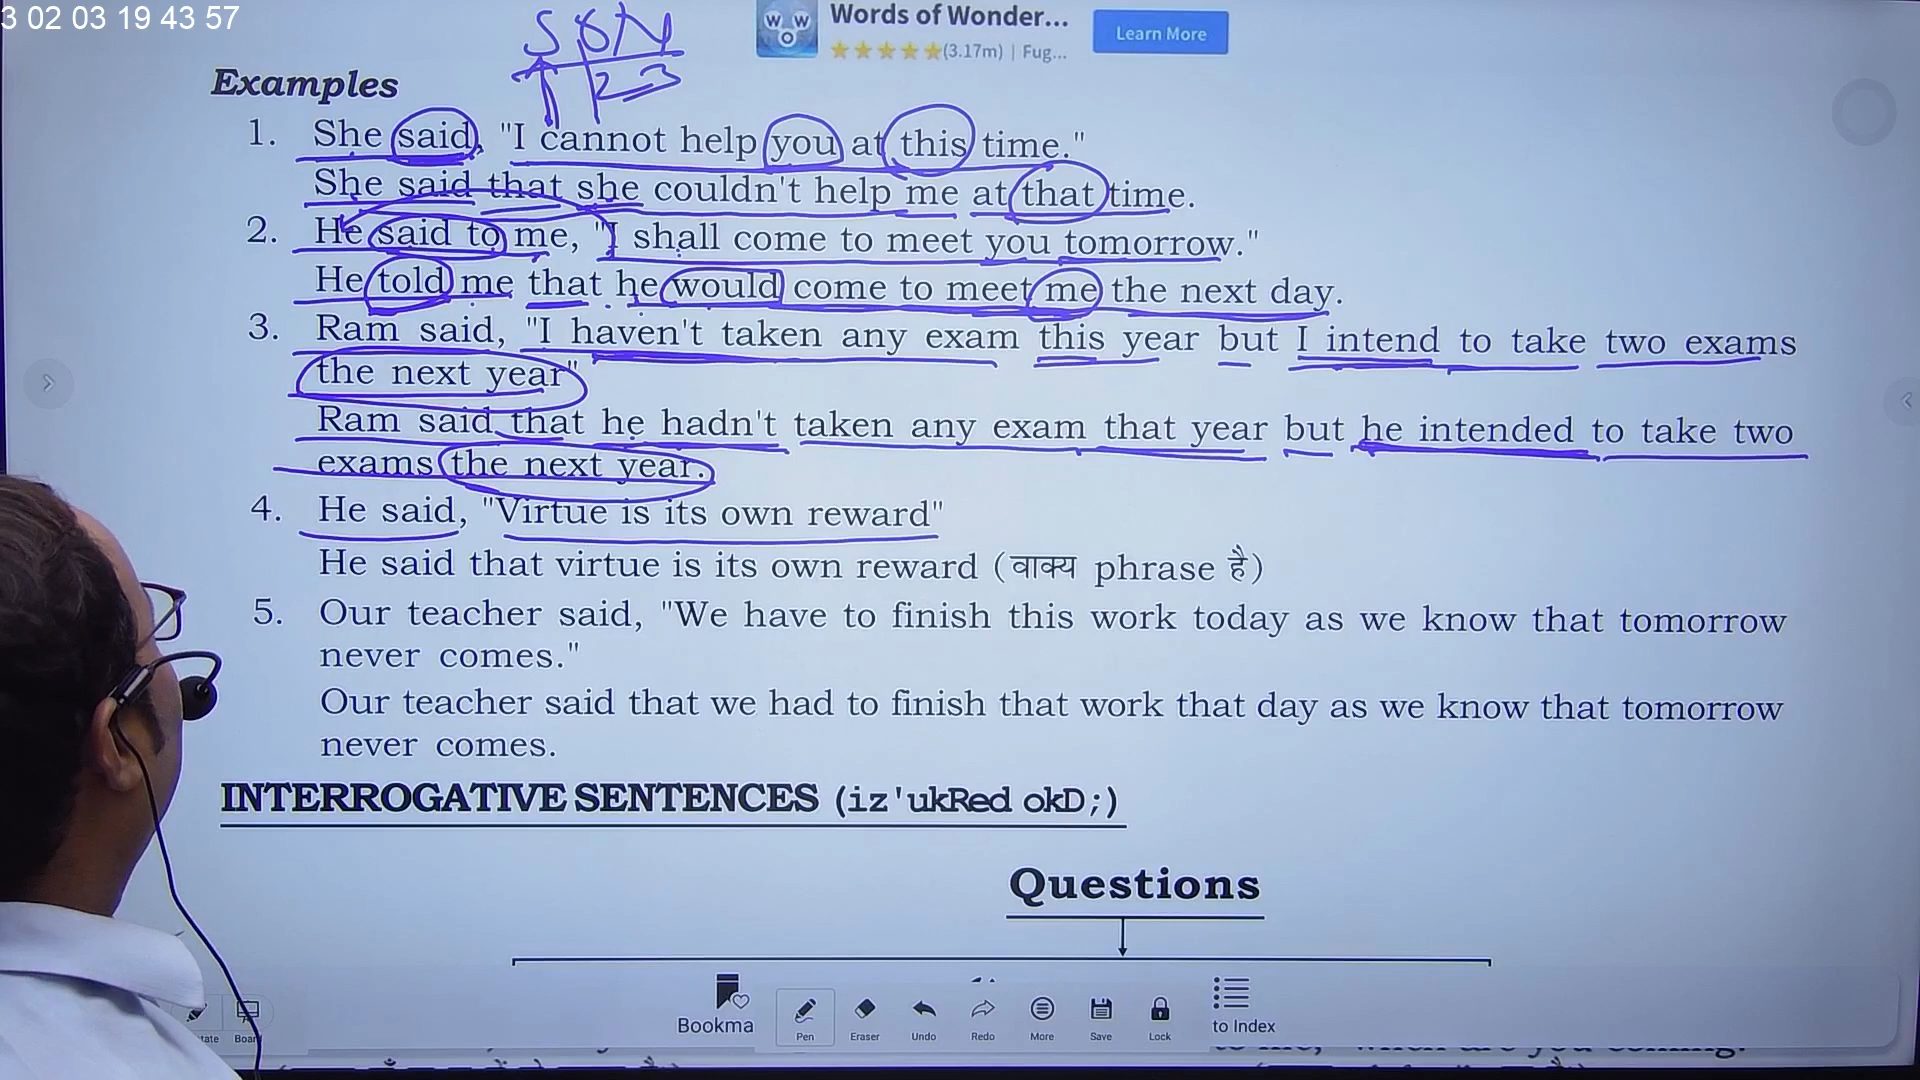 3 02 03 19 43 57
S O N
1 2 3
Words of Wonder...
(3.17m) | Fug...
Learn More
Examples
1. She said, "I cannot help you at this time."
She said that she couldn't help me at that time.
2. He said to me, "I shall come to meet you tomorrow."
He told me that he would come to meet me the next day.
3. Ram said, "I haven't taken any exam this year but I intend to take two exams
the next year"
Ram said that he hadn't taken any exam that year but he intended to take two
exams the next year.
4. He said, "Virtue is its own reward"
He said that virtue is its own reward (वाक्य phrase है)
5. Our teacher said, "We have to finish this work today as we know that tomorrow
never comes."
Our teacher said that we had to finish that work that day as we know that tomorrow
never comes.
INTERROGATIVE SENTENCES (iz'ukRed okD;)
Questions
Bookma
Pen
Eraser
Undo
Redo
More
Save
Lock
to Index